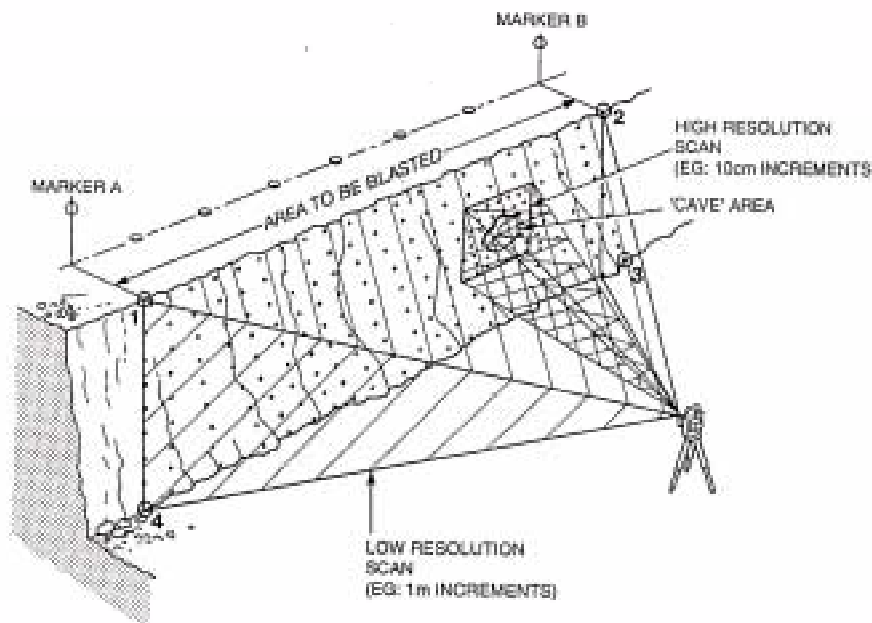 MARKER B
2
HIGH RESOLUTION
SCAN
(EG: 10cm INCREMENTS
MARKER A
AREA TO BE BLASTED
'CAVE' AREA
3
1
4
LOW RESOLUTION
SCAN
(EG: 1m INCREMENTS)